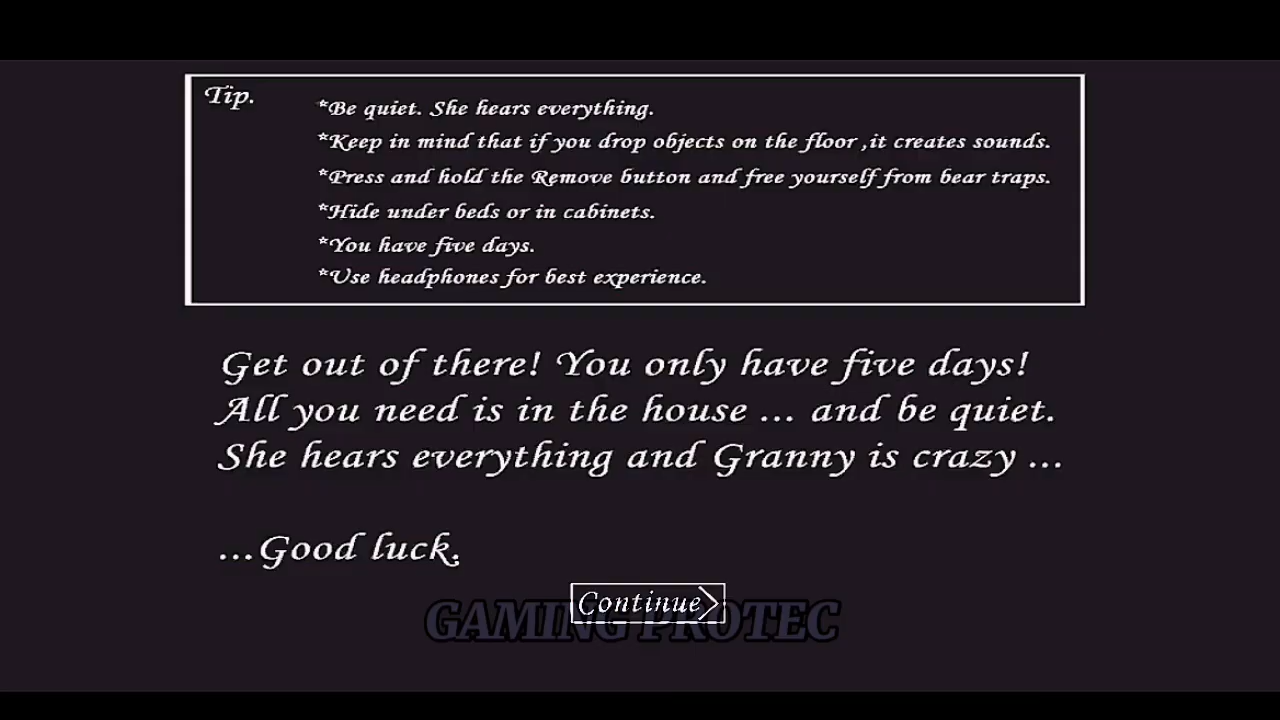 Tip.
*Be quiet. She hears everything.
*Keep in mind that if you drop objects on the floor ,it creates sounds.
*Press and hold the Remove button and free yourself from bear traps.
*Hide under beds or in cabinets.
*You have five days.
*Use headphones for best experience.
Get out of there! You only have five days!
All you need is in the house ... and be quiet.
She hears everything and Granny is crazy ...
...Good luck.
Continue>
GAMING PROTEC